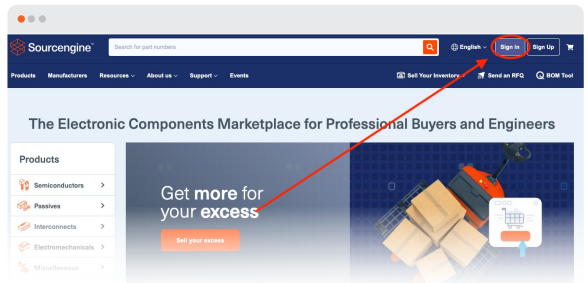 Sourcengine™
Search for part numbers
English
Sign In
Sign Up
Products Manufacturers Resources About us Support Events
Sell Your Inventory
Send an RFQ
BOM Tool
The Electronic Components Marketplace for Professional Buyers and Engineers
Products
Semiconductors
Passives
Interconnects
Electromechanicals
Miscellaneous
Get more for
your excess
Sell your excess